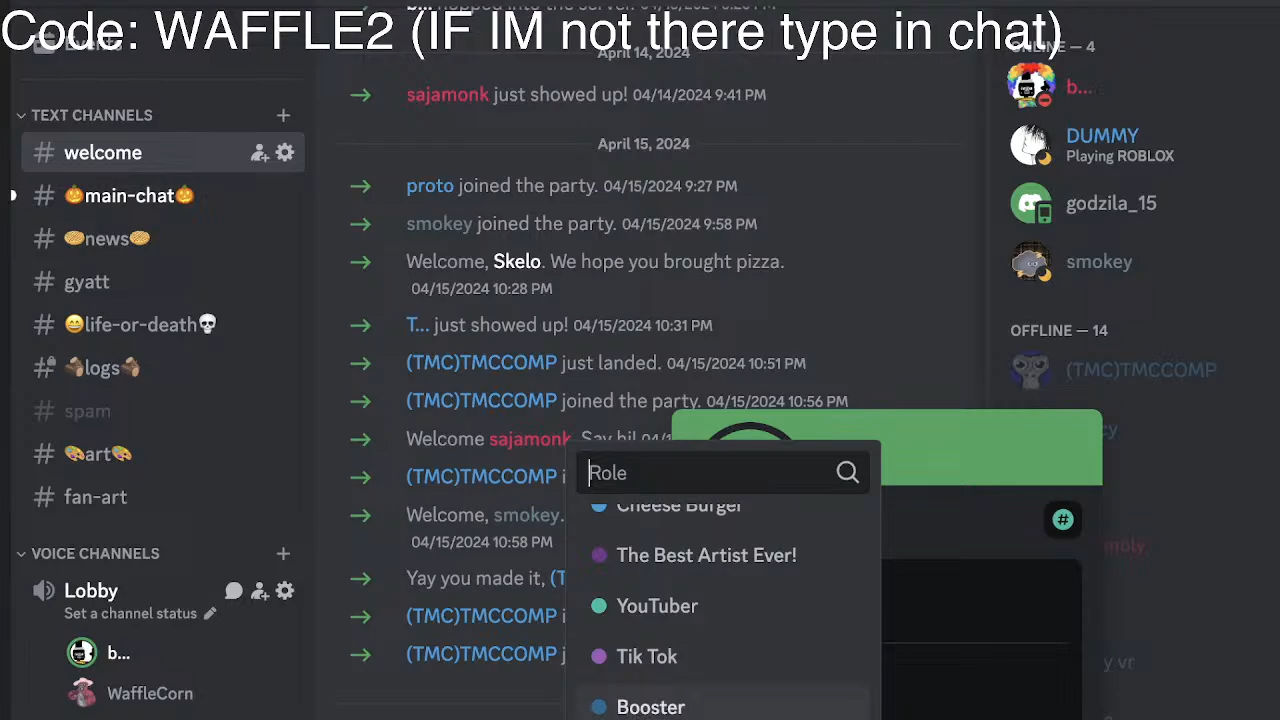 Code: WAFFLE2 (IF IM not there type in chat)
Events
TEXT CHANNELS
welcome
🎃main-chat🎃
🧇news🧇
gyatt
😄life-or-death💀
🪵logs🪵
spam
🎨art🎨
fan-art
VOICE CHANNELS
Lobby
Set a channel status
b...
WaffleCorn
April 14, 2024
sajamonk just showed up! 04/14/2024 9:41 PM
April 15, 2024
proto joined the party. 04/15/2024 9:27 PM
smokey joined the party. 04/15/2024 9:58 PM
Welcome, Skelo. We hope you brought pizza.
04/15/2024 10:28 PM
T... just showed up! 04/15/2024 10:31 PM
(TMC)TMCCOMP just landed. 04/15/2024 10:51 PM
(TMC)TMCCOMP joined the party. 04/15/2024 10:56 PM
Welcome sajamonk. Say hi!
(TMC)TMCCOMP
Welcome, smokey.
04/15/2024 10:58 PM
Yay you made it,
(TMC)TMCCOMP
(TMC)TMCCOMP
Role
Cheese Burger
The Best Artist Ever!
YouTuber
Tik Tok
Booster
ONLINE — 4
b...
DUMMY
Playing ROBLOX
godzila_15
smokey
OFFLINE — 14
(TMC)TMCCOMP
y vr